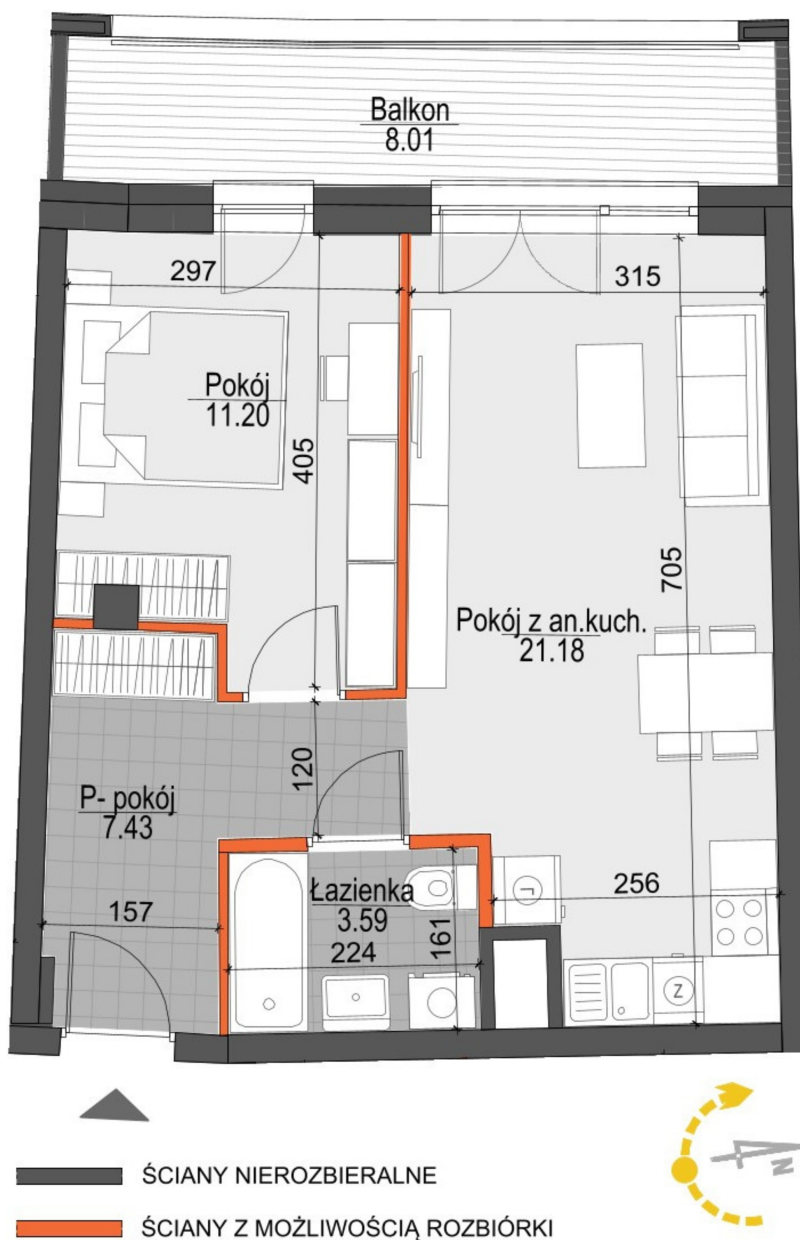 Balkon
8.01
297
315
Pokój
11.20
405
705
Pokój z an.kuch.
21.18
120
P- pokój
7.43
157
Łazienka
3.59
224
161
L
256
Z
N
ŚCIANY NIEROZBIERALNE
ŚCIANY Z MOŻLIWOŚCIĄ ROZBIÓRKI